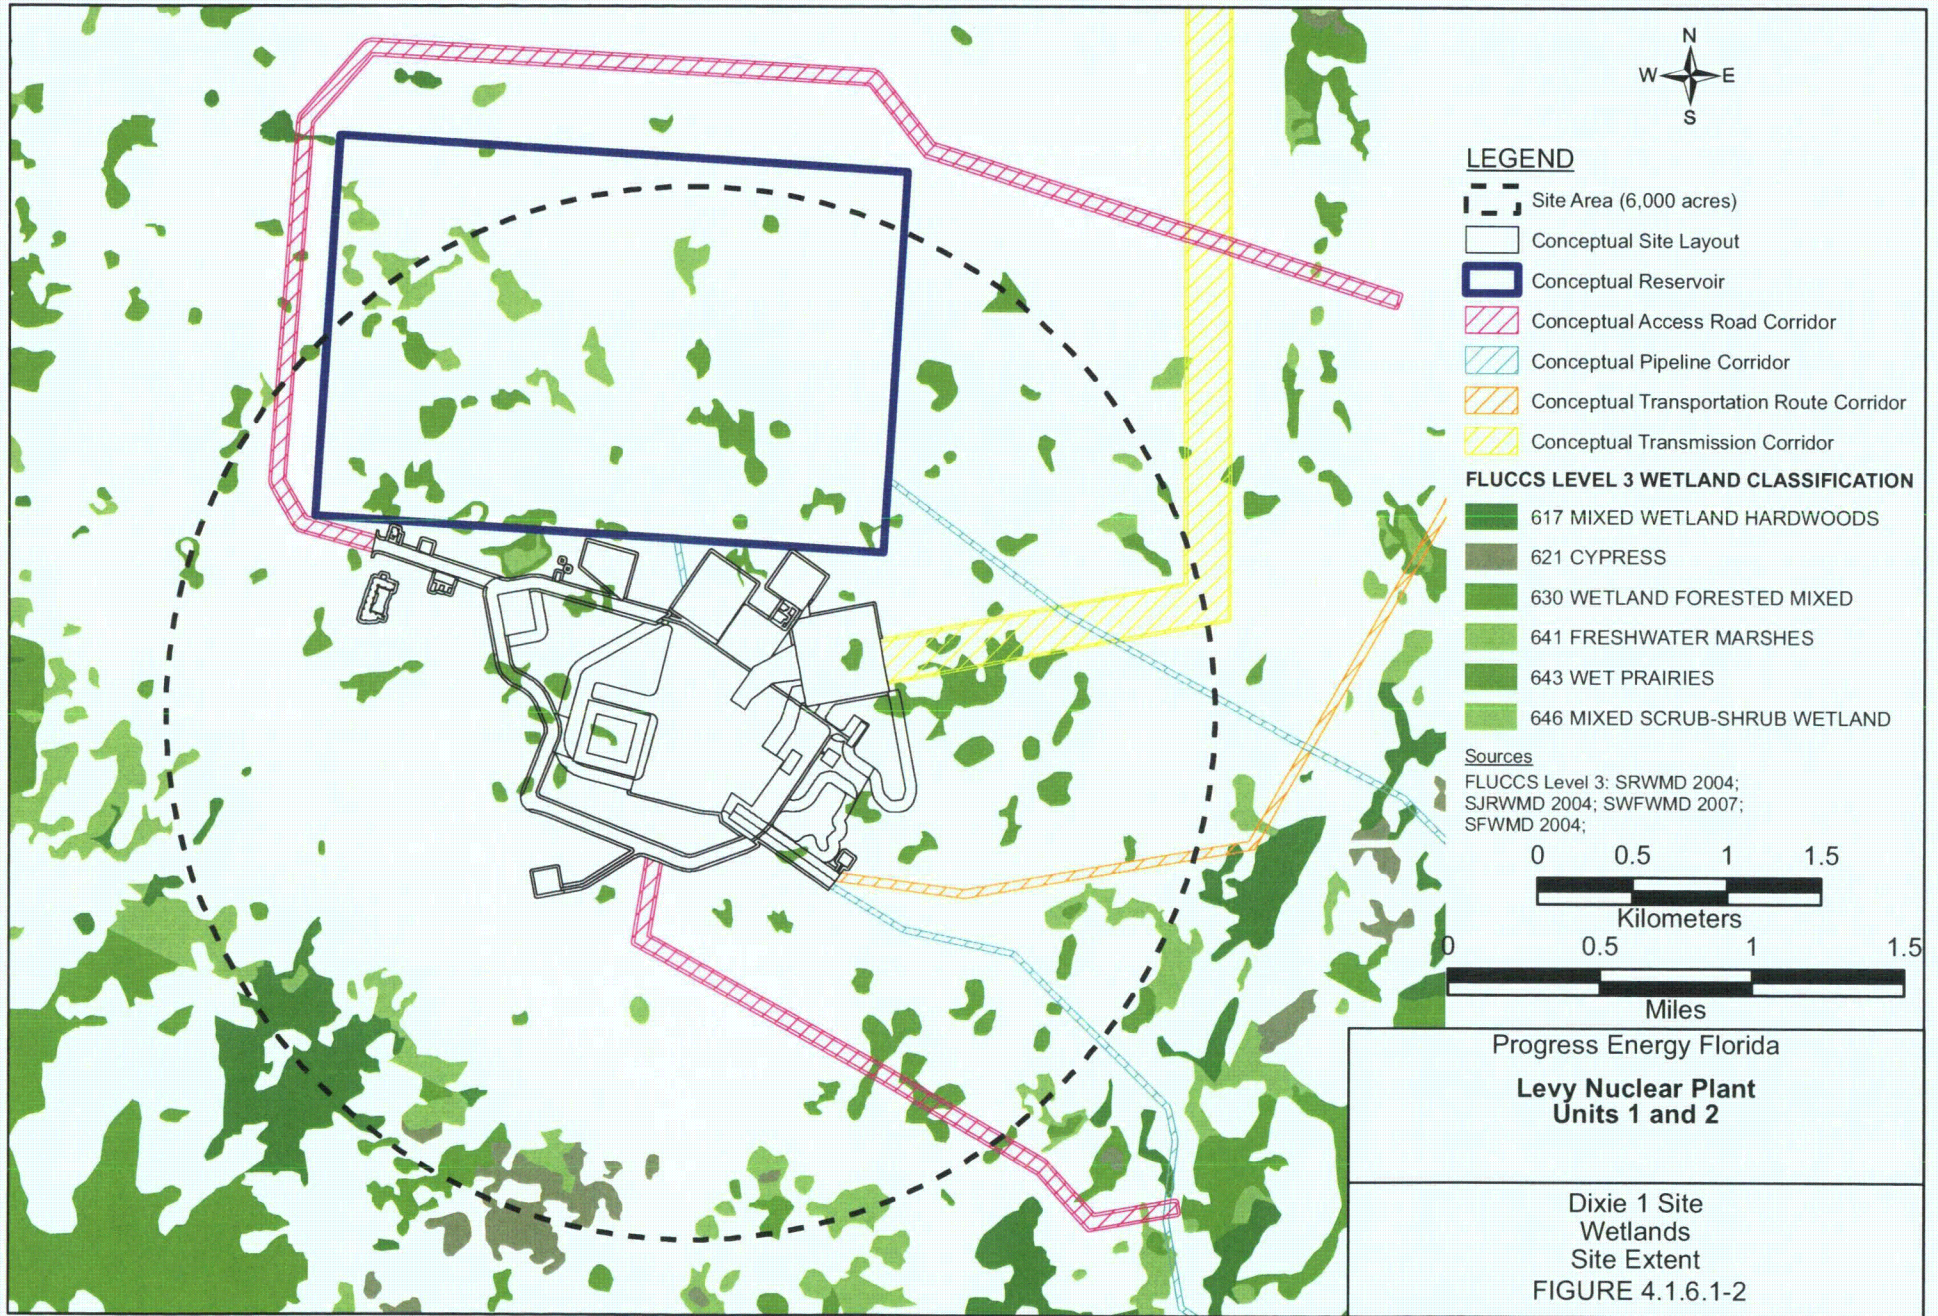 N
W E
S
LEGEND
Site Area (6,000 acres)
Conceptual Site Layout
Conceptual Reservoir
Conceptual Access Road Corridor
Conceptual Pipeline Corridor
Conceptual Transportation Route Corridor
Conceptual Transmission Corridor
FLUCCS LEVEL 3 WETLAND CLASSIFICATION
617 MIXED WETLAND HARDWOODS
621 CYPRESS
630 WETLAND FORESTED MIXED
641 FRESHWATER MARSHES
643 WET PRAIRIES
646 MIXED SCRUB-SHRUB WETLAND
Sources
FLUCCS Level 3: SRWMD 2004;
SJRWMD 2004; SWFWMD 2007;
SFWMD 2004;
0 0.5 1 1.5
Kilometers
0 0.5 1 1.5
Miles
Progress Energy Florida
Levy Nuclear Plant
Units 1 and 2
Dixie 1 Site
Wetlands
Site Extent
FIGURE 4.1.6.1-2